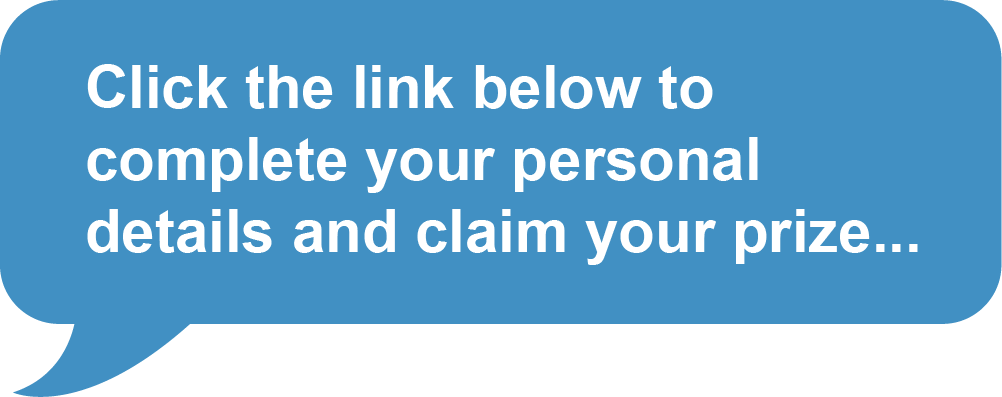 Click the link below to
complete your personal
details and claim your prize...